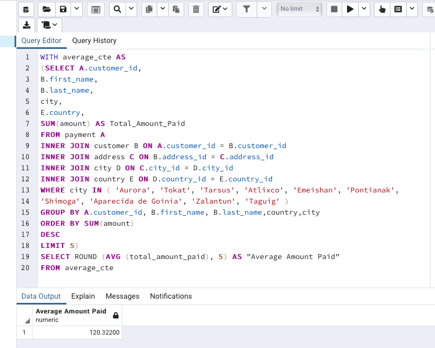 No limit
Query Editor Query History
1 WITH average_cte AS
2 (SELECT A.customer_id,
3 B.first_name,
4 B.last_name,
5 city,
6 E.country,
7 SUM(amount) AS Total_Amount_Paid
8 FROM payment A
9 INNER JOIN customer B ON A.customer_id = B.customer_id
10 INNER JOIN address C ON B.address_id = C.address_id
11 INNER JOIN city D ON C.city_id = D.city_id
12 INNER JOIN country E ON D.country_id = E.country_id
13 WHERE city IN ( 'Aurora', 'Tokat', 'Tarsus', 'Atlixco', 'Emeishan', 'Pontianak',
14 'Shimoga', 'Aparecida de Goinia', 'Zalantun', 'Taguig' )
15 GROUP BY A.customer_id, B.first_name, B.last_name,country,city
16 ORDER BY SUM(amount)
17 DESC
18 LIMIT 5)
19 SELECT ROUND (AVG (total_amount_paid), 5) AS "Average Amount Paid"
20 FROM average_cte
Data Output Explain Messages Notifications
Average Amount Paid
numeric
1 120.32200